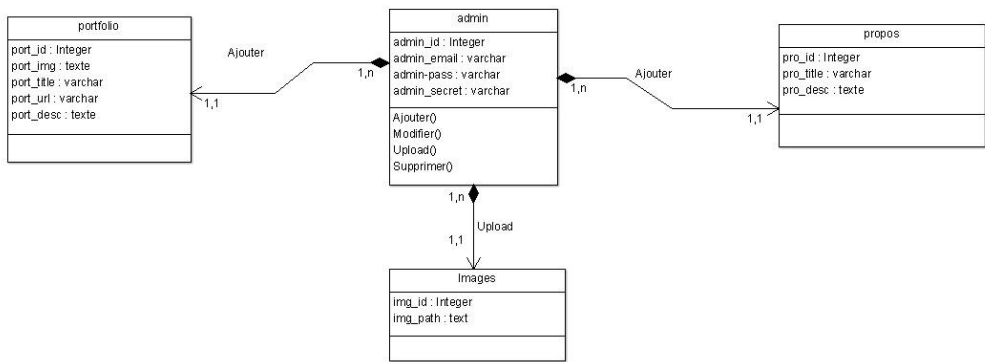 portfolio
port_id : Integer
port_img : texte
port_title : varchar
port_url : varchar
port_desc : texte
Ajouter
1,n
1,1
admin
admin_id : Integer
admin_email : varchar
admin-pass : varchar
admin_secret : varchar
Ajouter()
Modifier()
Upload()
Supprimer()
1,n
Ajouter
1,1
propos
pro_id : Integer
pro_title : varchar
pro_desc : texte
1,n
Upload
1,1
Images
img_id : Integer
img_path : text